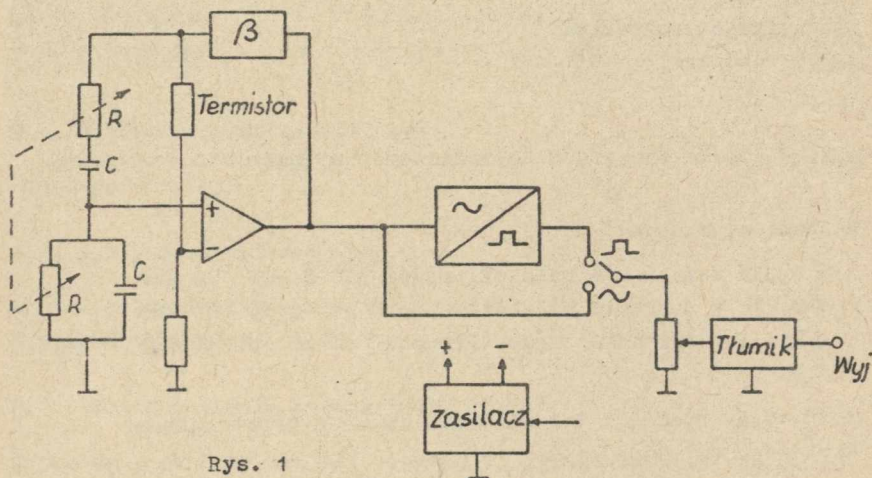 β
Termistor
R
C
+
-
R
C
+ -
Tłumik
Wyj
Zasilacz
Rys. 1